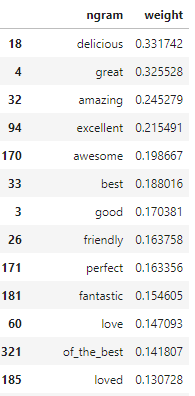 ngram weight
18 delicious 0.331742
4 great 0.325528
32 amazing 0.245279
94 excellent 0.215491
170 awesome 0.198667
33 best 0.188016
3 good 0.170381
26 friendly 0.163758
171 perfect 0.163356
181 fantastic 0.154605
60 love 0.147093
321 of_the_best 0.141807
185 loved 0.130728